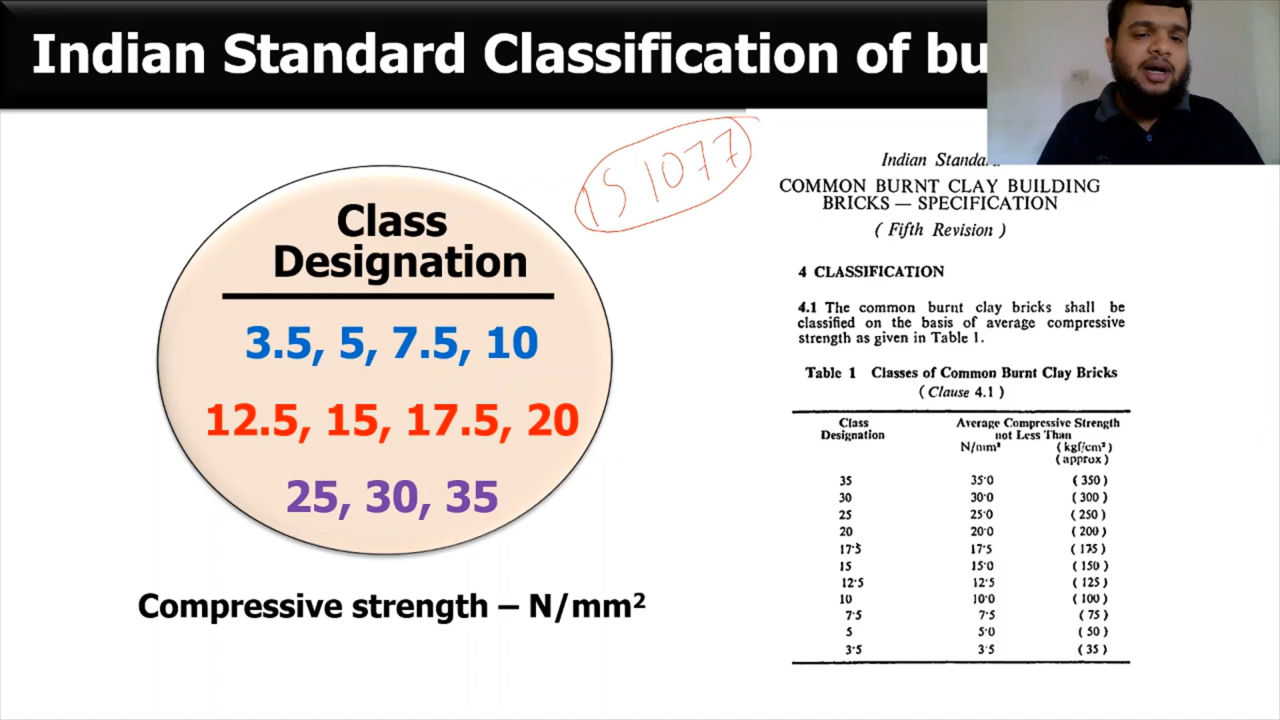 Indian Standard Classification of bu
IS 1077
Class
Designation
3.5, 5, 7.5, 10
12.5, 15, 17.5, 20
25, 30, 35
Compressive strength – N/mm²
Indian Standard
COMMON BURNT CLAY BUILDING
BRICKS — SPECIFICATION
( Fifth Revision )
4 CLASSIFICATION
4.1 The common burnt clay bricks shall be
classified on the basis of average compressive
strength as given in Table 1.
Table 1 Classes of Common Burnt Clay Bricks
( Clause 4.1 )
Class Average Compressive Strength
Designation not Less Than
N/mm² ( kgf/cm² )
( approx )
35 35·0 ( 350 )
30 30·0 ( 300 )
25 25·0 ( 250 )
20 20·0 ( 200 )
17·5 17·5 ( 175 )
15 15·0 ( 150 )
12·5 12·5 ( 125 )
10 10·0 ( 100 )
7·5 7·5 ( 75 )
5 5·0 ( 50 )
3·5 3·5 ( 35 )